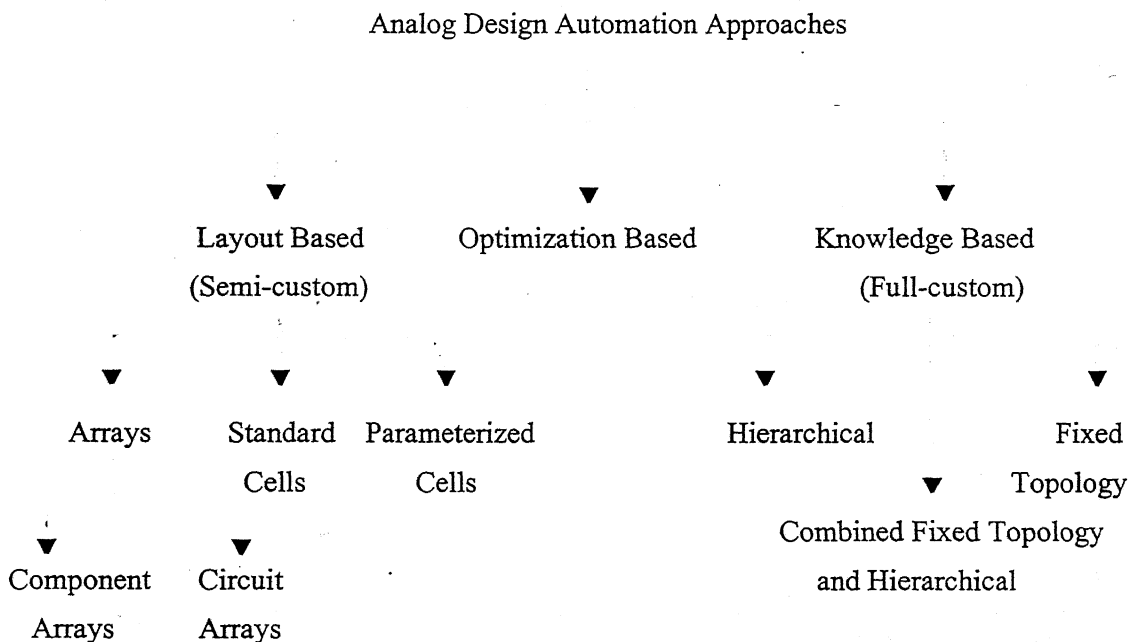 Analog Design Automation Approaches
Layout Based
(Semi-custom)
Optimization Based
Knowledge Based
(Full-custom)
Arrays
Standard
Cells
Parameterized
Cells
Hierarchical
Fixed
Topology
Combined Fixed Topology
and Hierarchical
Component
Arrays
Circuit
Arrays